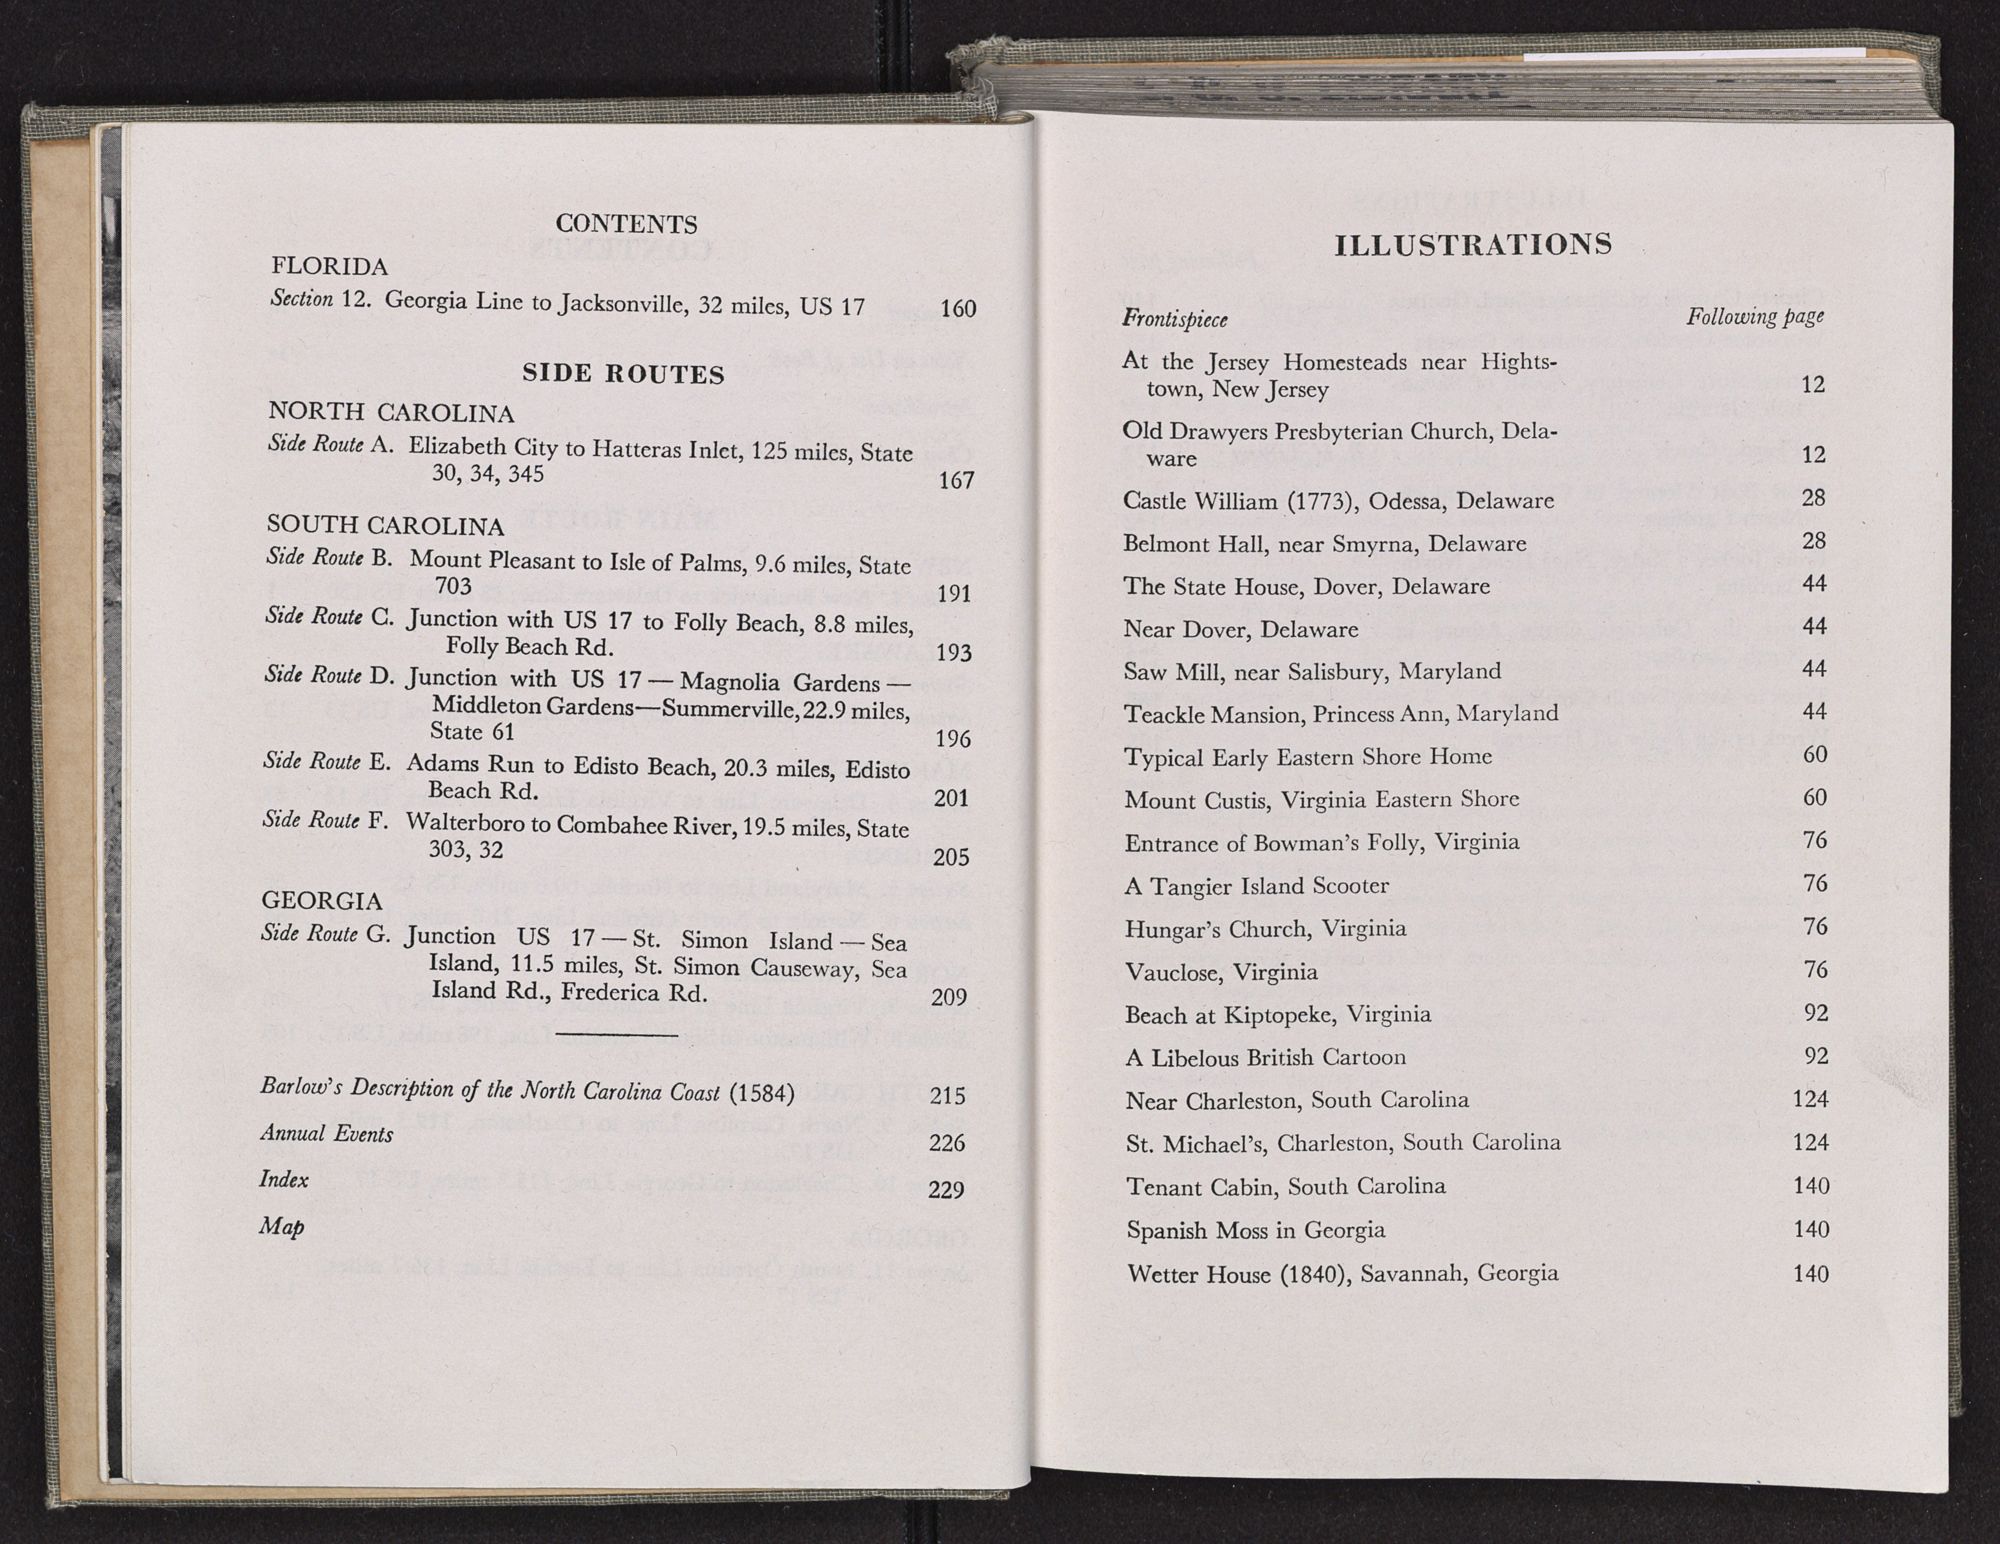 CONTENTS
FLORIDA
Section 12. Georgia Line to Jacksonville, 32 miles, US 17 160
SIDE ROUTES
NORTH CAROLINA
Side Route A. Elizabeth City to Hatteras Inlet, 125 miles, State
30, 34, 345 167
SOUTH CAROLINA
Side Route B. Mount Pleasant to Isle of Palms, 9.6 miles, State
703 191
Side Route C. Junction with US 17 to Folly Beach, 8.8 miles,
Folly Beach Rd. 193
Side Route D. Junction with US 17 — Magnolia Gardens —
Middleton Gardens—Summerville, 22.9 miles,
State 61 196
Side Route E. Adams Run to Edisto Beach, 20.3 miles, Edisto
Beach Rd. 201
Side Route F. Walterboro to Combahee River, 19.5 miles, State
303, 32 205
GEORGIA
Side Route G. Junction US 17 — St. Simon Island — Sea
Island, 11.5 miles, St. Simon Causeway, Sea
Island Rd., Frederica Rd. 209
Barlow's Description of the North Carolina Coast (1584) 215
Annual Events 226
Index 229
Map
ILLUSTRATIONS
Frontispiece Following page
At the Jersey Homesteads near Hights-
town, New Jersey 12
Old Drawyers Presbyterian Church, Dela-
ware 12
Castle William (1773), Odessa, Delaware 28
Belmont Hall, near Smyrna, Delaware 28
The State House, Dover, Delaware 44
Near Dover, Delaware 44
Saw Mill, near Salisbury, Maryland 44
Teackle Mansion, Princess Ann, Maryland 44
Typical Early Eastern Shore Home 60
Mount Custis, Virginia Eastern Shore 60
Entrance of Bowman's Folly, Virginia 76
A Tangier Island Scooter 76
Hungar's Church, Virginia 76
Vauclose, Virginia 76
Beach at Kiptopeke, Virginia 92
A Libelous British Cartoon 92
Near Charleston, South Carolina 124
St. Michael's, Charleston, South Carolina 124
Tenant Cabin, South Carolina 140
Spanish Moss in Georgia 140
Wetter House (1840), Savannah, Georgia 140